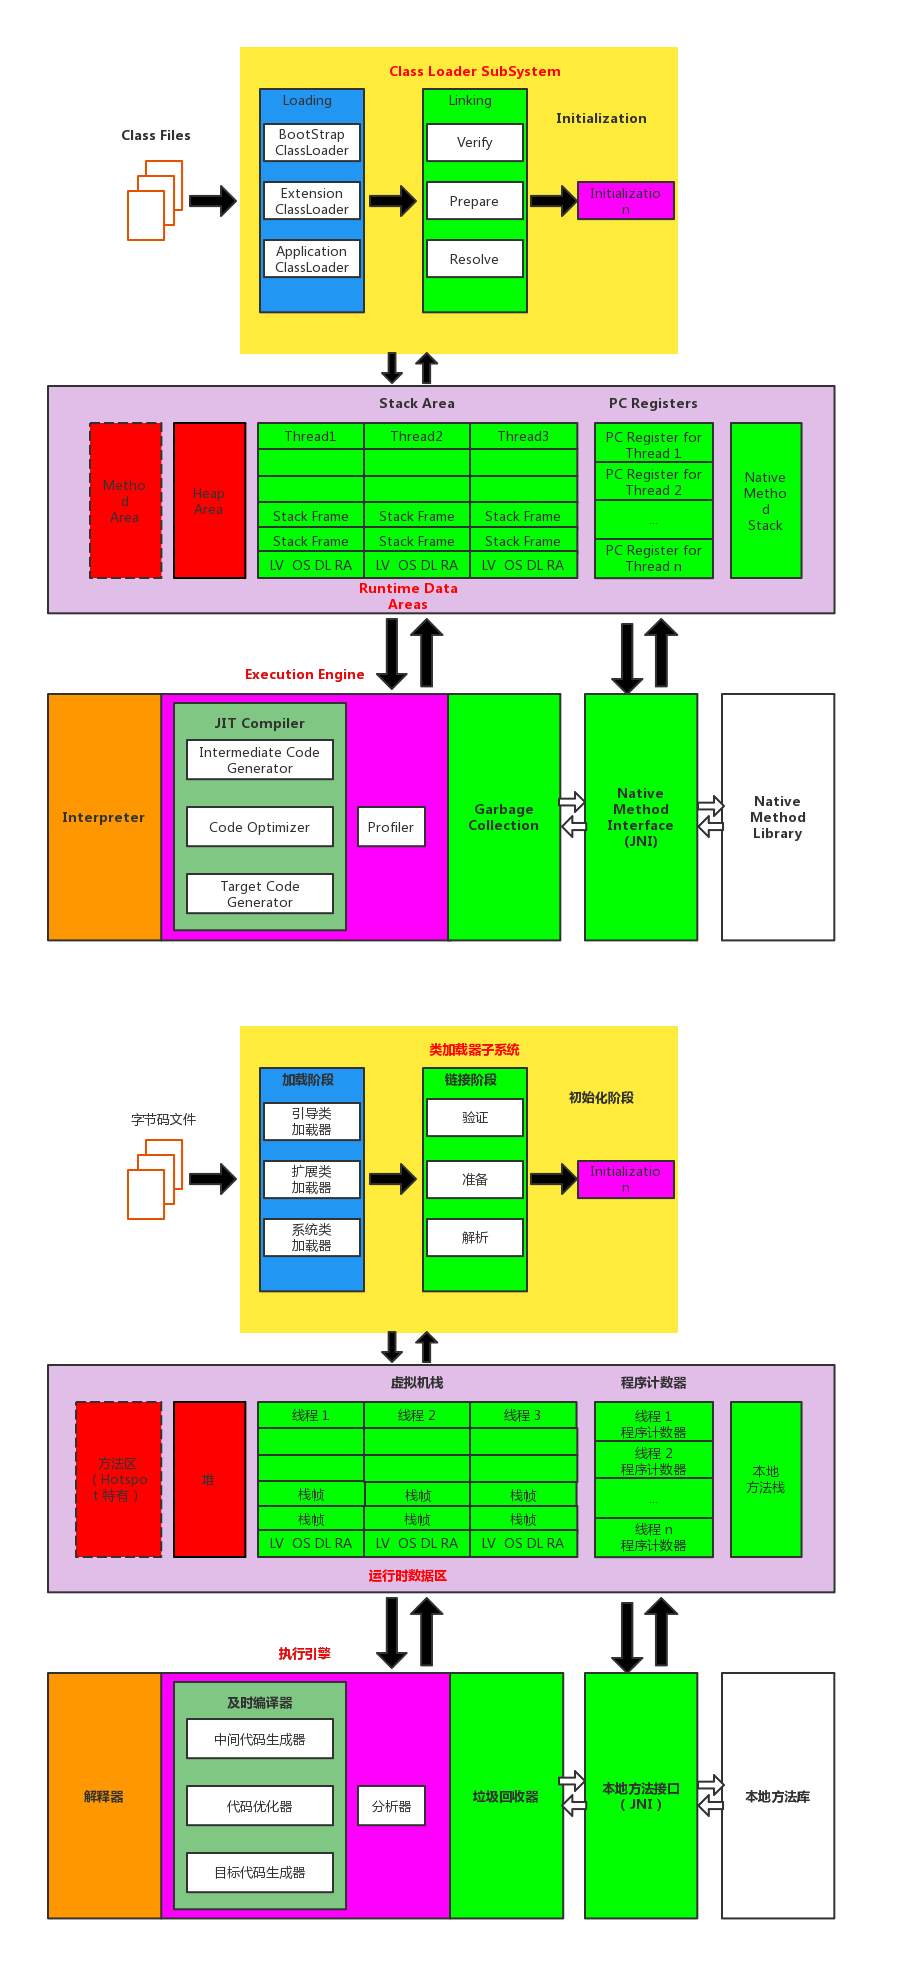 Class Loader SubSystem
Loading
Linking
Initialization
Class Files
BootStrap
ClassLoader
Verify
Extension
ClassLoader
Prepare
Initializatio
n
Application
ClassLoader
Resolve
Stack Area
PC Registers
Metho
d
Area
Heap
Area
Thread1
Thread2
Thread3
Stack Frame
Stack Frame
Stack Frame
Stack Frame
Stack Frame
Stack Frame
LV OS DL RA
LV OS DL RA
LV OS DL RA
PC Register for
Thread 1
PC Register for
Thread 2
...
PC Register for
Thread n
Native
Metho
d
Stack
Runtime Data
Areas
Execution Engine
Interpreter
JIT Compiler
Intermediate Code
Generator
Code Optimizer
Target Code
Generator
Profiler
Garbage
Collection
Native
Method
Interface
(JNI)
Native
Method
Library
类加载器子系统
加载阶段
链接阶段
初始化阶段
字节码文件
引导类
加载器
验证
扩展类
加载器
准备
Initializatio
n
系统类
加载器
解析
虚拟机栈
程序计数器
方法区
（Hotspo
t 特有）
堆
线程 1
线程 2
线程 3
栈帧
栈帧
栈帧
栈帧
栈帧
栈帧
LV OS DL RA
LV OS DL RA
LV OS DL RA
线程 1
程序计数器
线程 2
程序计数器
...
线程 n
程序计数器
本地
方法栈
运行时数据区
执行引擎
解释器
及时编译器
中间代码生成器
代码优化器
目标代码生成器
分析器
垃圾回收器
本地方法接口
（JNI）
本地方法库